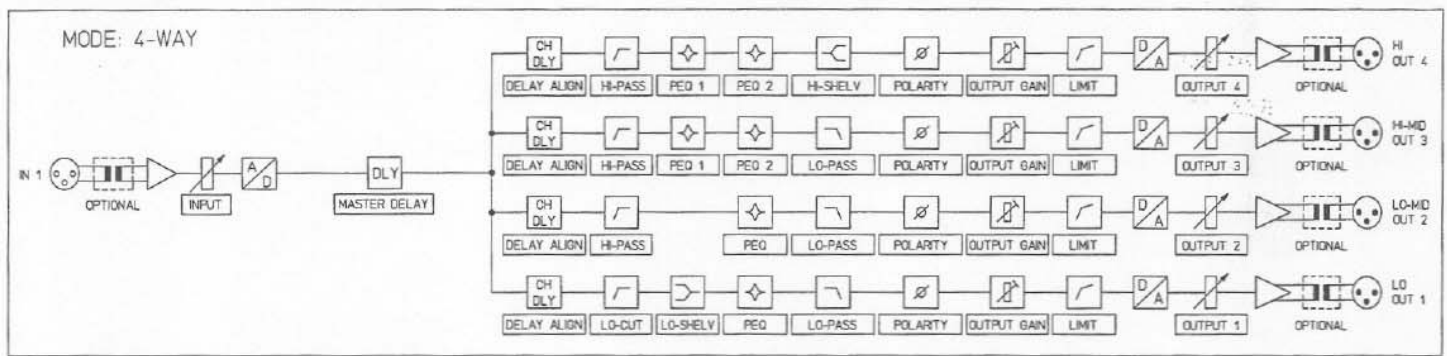 MODE: 4-WAY
CH DLY HI
D A OUT 4
DELAY ALIGN HI-PASS PEQ 1 PEQ 2 HI-SHELV POLARITY OUTPUT GAIN LIMIT OUTPUT 4 OPTIONAL
CH DLY HI-MID
D A OUT 3
DELAY ALIGN HI-PASS PEQ 1 PEQ 2 LO-PASS POLARITY OUTPUT GAIN LIMIT OUTPUT 3 OPTIONAL
IN 1 A D DLY
OPTIONAL INPUT MASTER DELAY
CH DLY LO-MID
D A OUT 2
DELAY ALIGN HI-PASS PEQ LO-PASS POLARITY OUTPUT GAIN LIMIT OUTPUT 2 OPTIONAL
CH DLY LO
D A OUT 1
DELAY ALIGN LO-CUT LO-SHELV PEQ LO-PASS POLARITY OUTPUT GAIN LIMIT OUTPUT 1 OPTIONAL